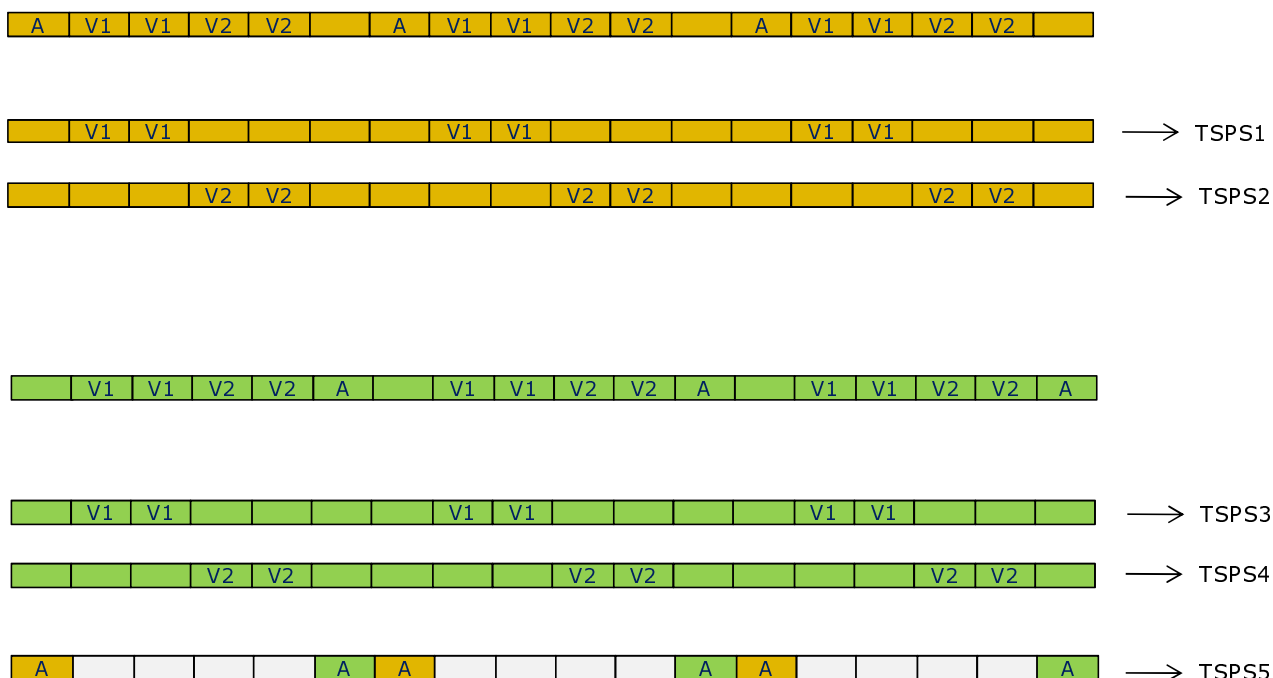 A V1 V1 V2 V2 A V1 V1 V2 V2 A V1 V1 V2 V2
V1 V1 V1 V1 V1 V1 TSPS1
V2 V2 V2 V2 V2 V2 TSPS2
V1 V1 V2 V2 A V1 V1 V2 V2 A V1 V1 V2 V2 A
V1 V1 V1 V1 V1 V1 TSPS3
V2 V2 V2 V2 V2 V2 TSPS4
A A A A A A TSPS5